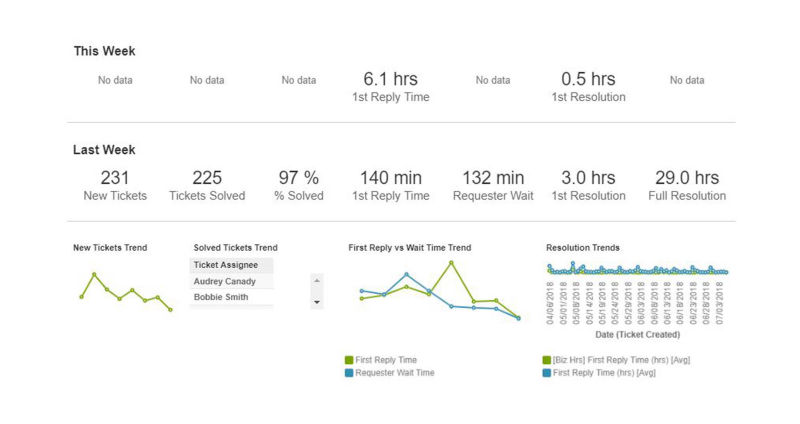 This Week
No data No data No data 6.1 hrs No data 0.5 hrs No data
1st Reply Time 1st Resolution
Last Week
231 225 97 % 140 min 132 min 3.0 hrs 29.0 hrs
New Tickets Tickets Solved % Solved 1st Reply Time Requester Wait 1st Resolution Full Resolution
New Tickets Trend Solved Tickets Trend First Reply vs Wait Time Trend Resolution Trends
Ticket Assignee
Audrey Canady
Bobbie Smith
04/06/2018 05/01/2018 05/08/2018 05/14/2018 05/19/2018 05/24/2018 05/29/2018 06/03/2018 06/08/2018 06/13/2018 06/18/2018 06/23/2018 06/28/2018 07/03/2018
Date (Ticket Created)
First Reply Time
Requester Wait Time
[Biz Hrs] First Reply Time (hrs) [Avg]
First Reply Time (hrs) [Avg]